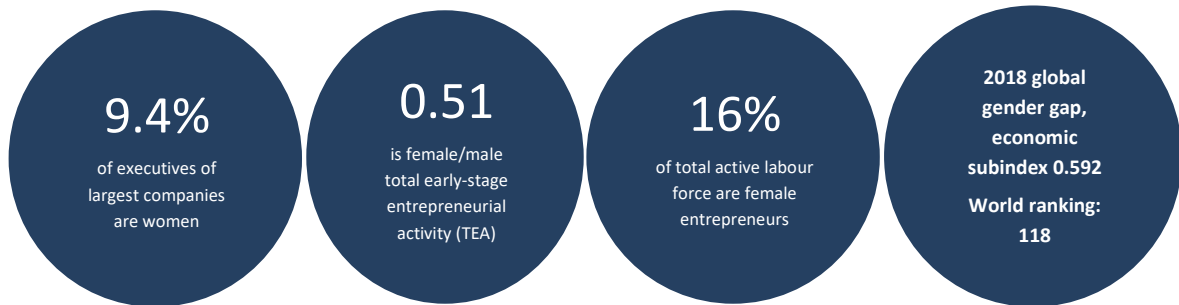 9.4%
of executives of
largest companies
are women
0.51
is female/male
total early-stage
entrepreneurial
activity (TEA)
16%
of total active labour
force are female
entrepreneurs
2018 global
gender gap,
economic
subindex 0.592
World ranking:
118